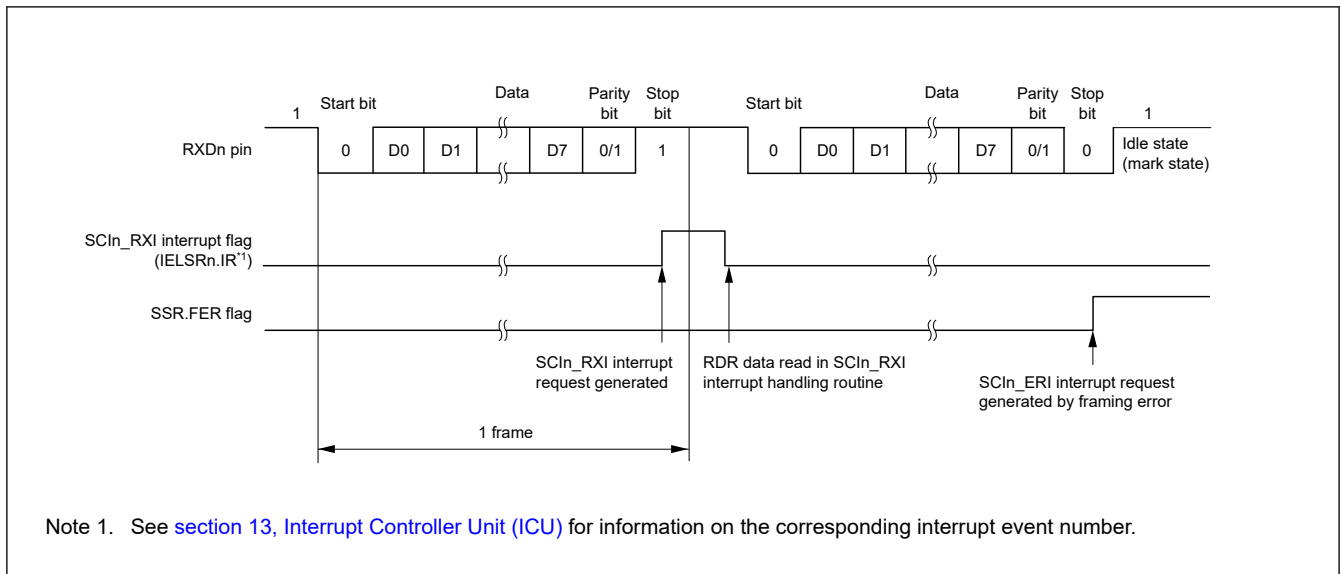 1
Start bit
Data
Parity bit
Stop bit
Start bit
Data
Parity bit
Stop bit
1
RXDn pin
0 D0 D1 D7 0/1 1
0 D0 D1 D7 0/1 0
Idle state
(mark state)
SCIn_RXI interrupt flag
(IELSRn.IR*1)
SSR.FER flag
SCIn_RXI interrupt
request generated
RDR data read in SCIn_RXI
interrupt handling routine
SCIn_ERI interrupt request
generated by framing error
1 frame
Note 1. See section 13, Interrupt Controller Unit (ICU) for information on the corresponding interrupt event number.